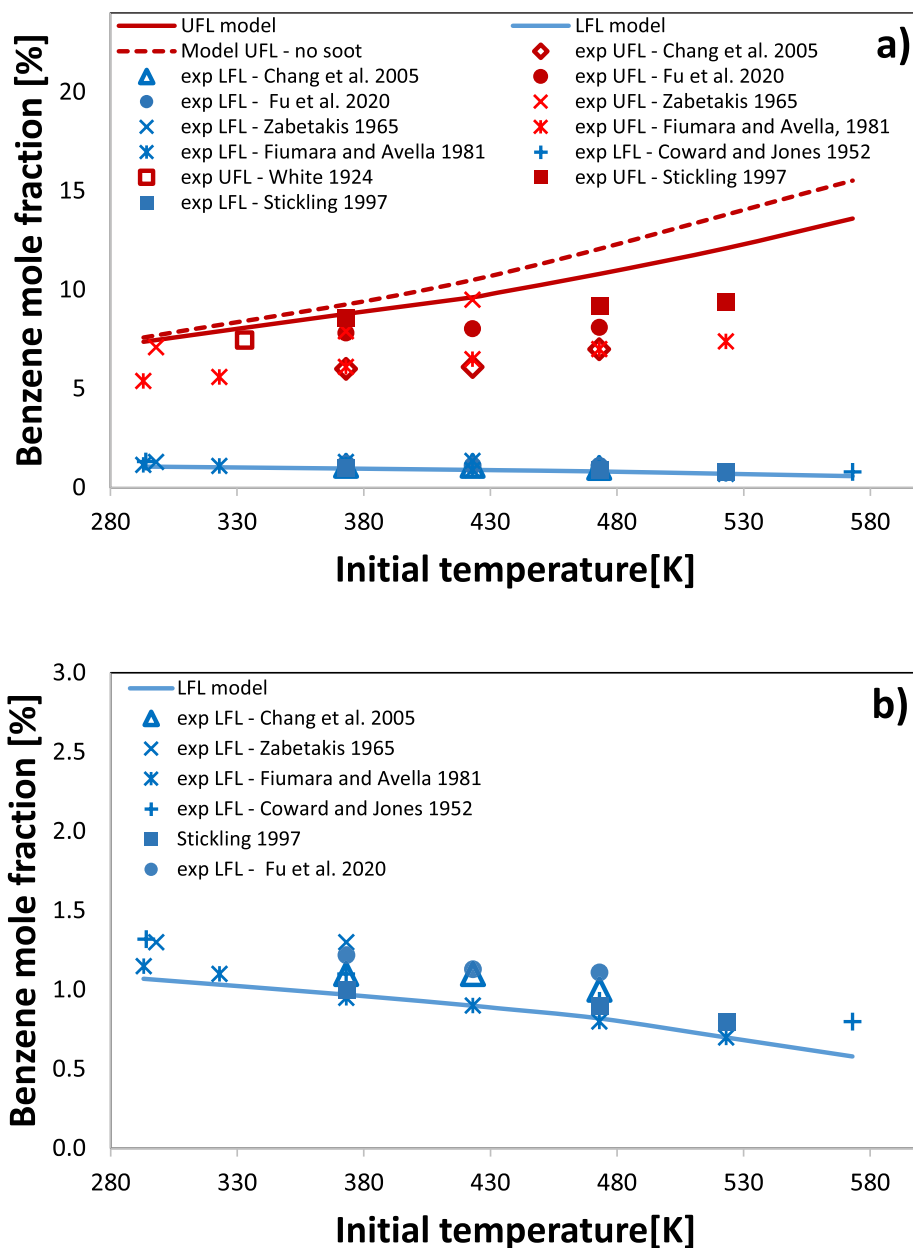 UFL model
LFL model
a)
Model UFL - no soot
exp UFL - Chang et al. 2005
exp LFL - Chang et al. 2005
exp UFL - Fu et al. 2020
exp LFL -  Fu et al. 2020
exp UFL - Zabetakis 1965
exp LFL - Zabetakis 1965
exp UFL - Fiumara and Avella, 1981
exp LFL - Fiumara and Avella 1981
exp LFL - Coward and Jones 1952
exp UFL - White 1924
exp UFL - Stickling 1997
exp LFL - Stickling 1997
Benzene mole fraction [%]
20
15
10
5
0
280 330 380 430 480 530 580
Initial temperature[K]
b)
LFL model
exp LFL - Chang et al. 2005
exp LFL - Zabetakis 1965
exp LFL - Fiumara and Avella 1981
exp LFL - Coward and Jones 1952
Stickling 1997
exp LFL -  Fu et al. 2020
Benzene mole fraction [%]
3.0
2.5
2.0
1.5
1.0
0.5
0.0
280 330 380 430 480 530 580
Initial temperature[K]